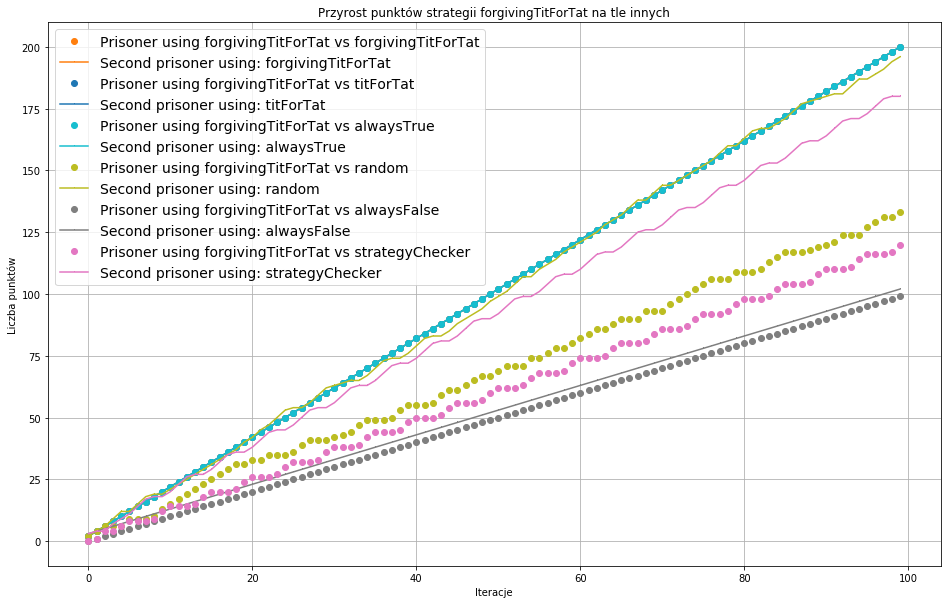 Przyrost punktów strategii forgivingTitForTat na tle innych
Prisoner using forgivingTitForTat vs forgivingTitForTat
Second prisoner using: forgivingTitForTat
Prisoner using forgivingTitForTat vs titForTat
Second prisoner using: titForTat
Prisoner using forgivingTitForTat vs alwaysTrue
Second prisoner using: alwaysTrue
Prisoner using forgivingTitForTat vs random
Second prisoner using: random
Prisoner using forgivingTitForTat vs alwaysFalse
Second prisoner using: alwaysFalse
Prisoner using forgivingTitForTat vs strategyChecker
Second prisoner using: strategyChecker
Liczba punktów
200
175
150
125
100
75
50
25
0
0 20 40 60 80 100
Iteracje